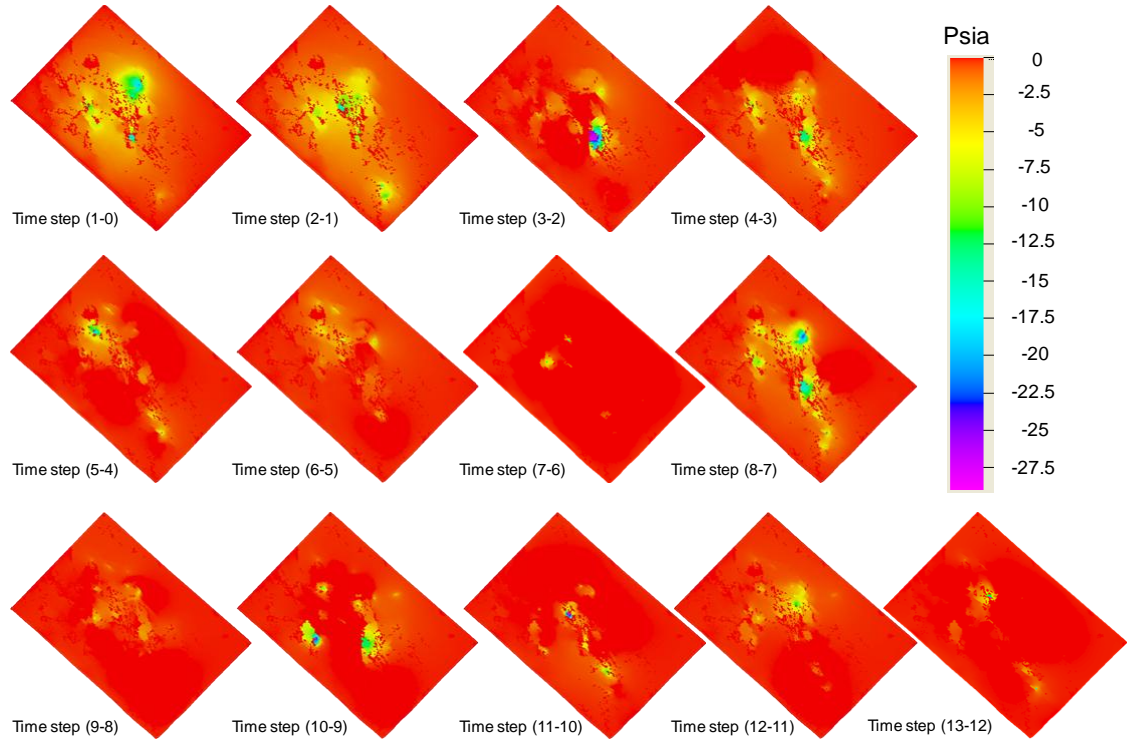 Psia
0
-2.5
-5
-7.5
-10
-12.5
-15
-17.5
-20
-22.5
-25
-27.5
Time step (1-0)
Time step (2-1)
Time step (3-2)
Time step (4-3)
Time step (5-4)
Time step (6-5)
Time step (7-6)
Time step (8-7)
Time step (9-8)
Time step (10-9)
Time step (11-10)
Time step (12-11)
Time step (13-12)